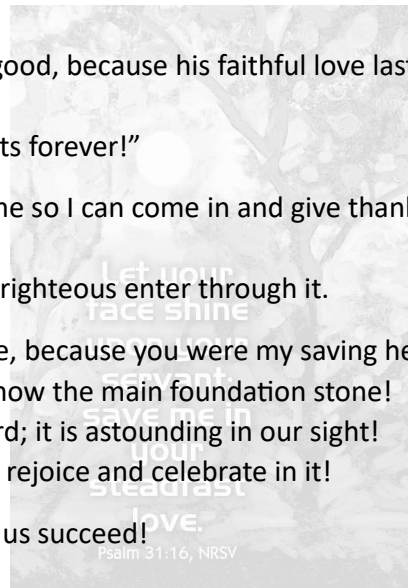 good, because his faithful love last
ts forever!”
ne so I can come in and give thank
righteous enter through it.
e, because you were my saving he
now the main foundation stone!
rd; it is astounding in our sight!
rejoice and celebrate in it!
us succeed!
Let your
face shine
upon your
servant;
save me in
your
steadfast
love.
Psalm 31:16, NRSV